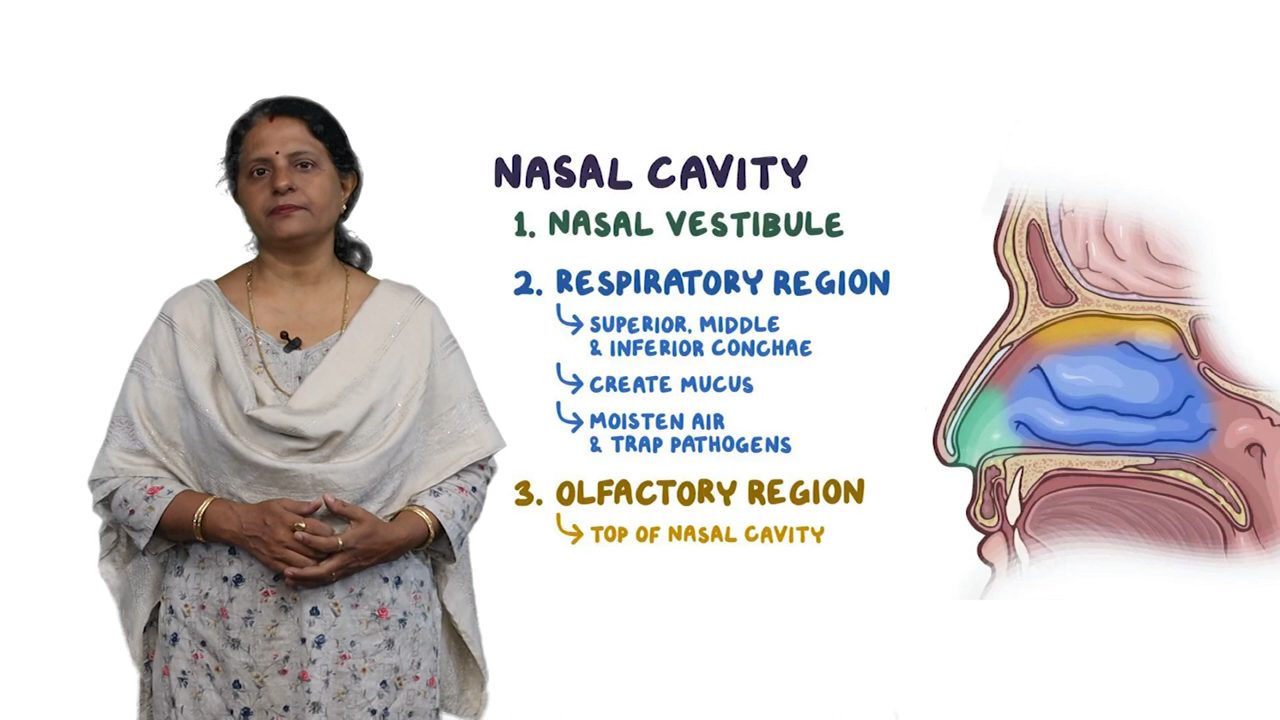 NASAL CAVITY
1. NASAL VESTIBULE
2. RESPIRATORY REGION
SUPERIOR, MIDDLE
& INFERIOR CONCHAE
CREATE MUCUS
MOISTEN AIR
& TRAP PATHOGENS
3. OLFACTORY REGION
TOP OF NASAL CAVITY